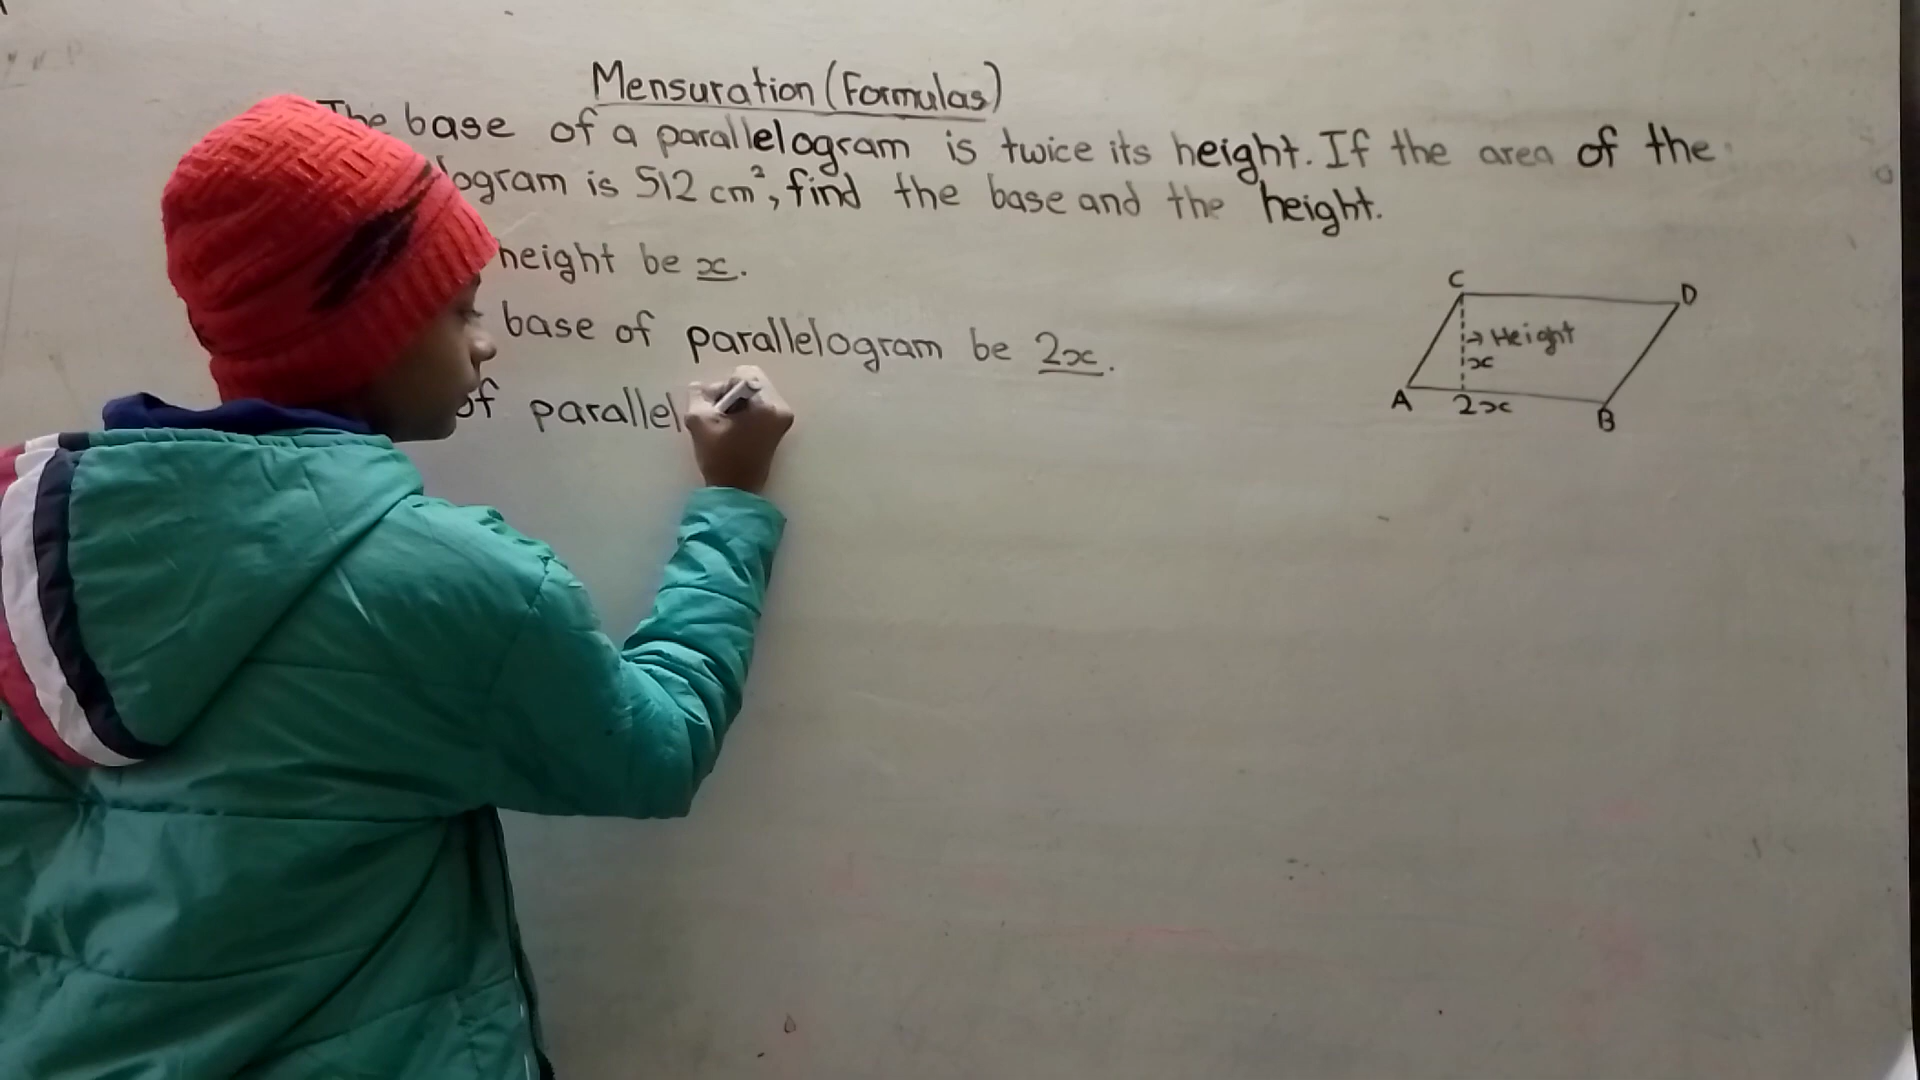 Mensuration (Formulas)
The base of a parallelogram is twice its height. If the area of the
logram is 512 cm², find the base and the height.
height be x.
base of parallelogram be 2x.
of parallel
C
D
→ Height
x
A
2x
B